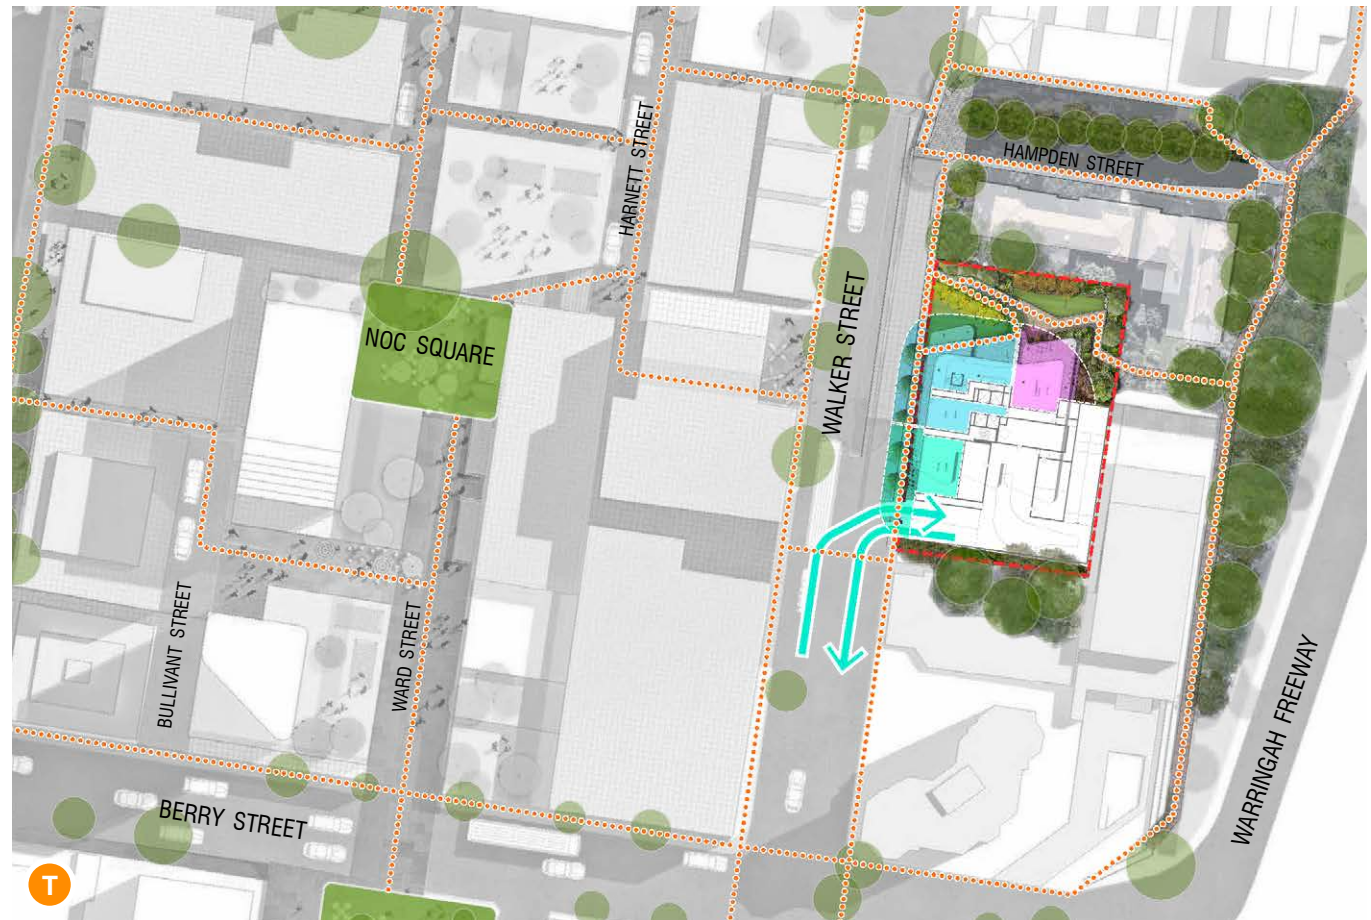 HARNETT STREET
HAMPDEN STREET
NOC SQUARE
WALKER STREET
BULLIVANT STREET
WARD STREET
WARRINGAH FREEWAY
BERRY STREET
T